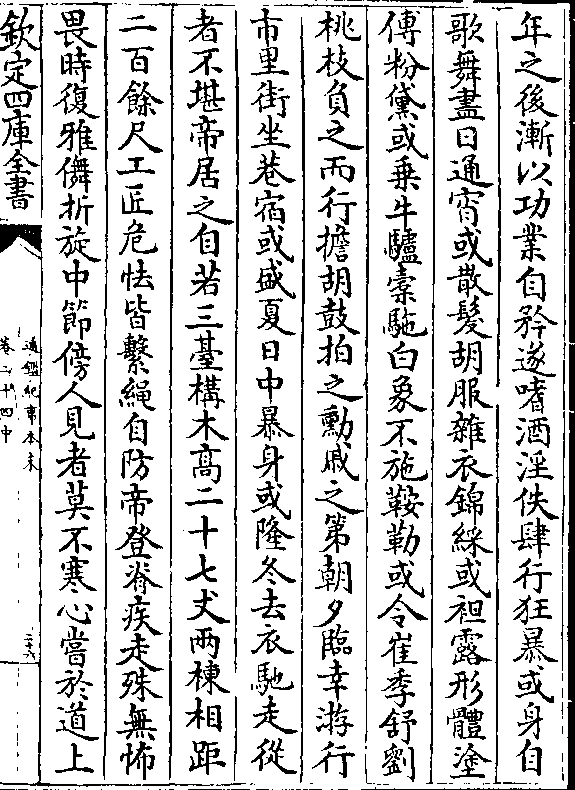 年之後漸以功業自矜遂嗜酒淫佚肆行狂暴或身自
歌舞盡日通宵或散髮胡服雜衣錦綵或袒露形體塗
傅粉黛或乗牛驢橐駞白象不施鞍勒或令崔季舒劉
桃枝負之而行擔胡鼓拍之勳戚之第朝夕臨幸游行
市里街坐巷宿或盛夏日中暴身或隆冬去衣馳走從
者不堪帝居之自若三臺構木高二十七丈两棟相距
二百餘尺工匠危怯皆繫繩自防帝登脊疾走殊無怖
畏時復雅儛折旋中節傍人見者莫不寒心嘗於道上
欽定四庫全書
通鑑紀事本末
卷二十四中
二十六